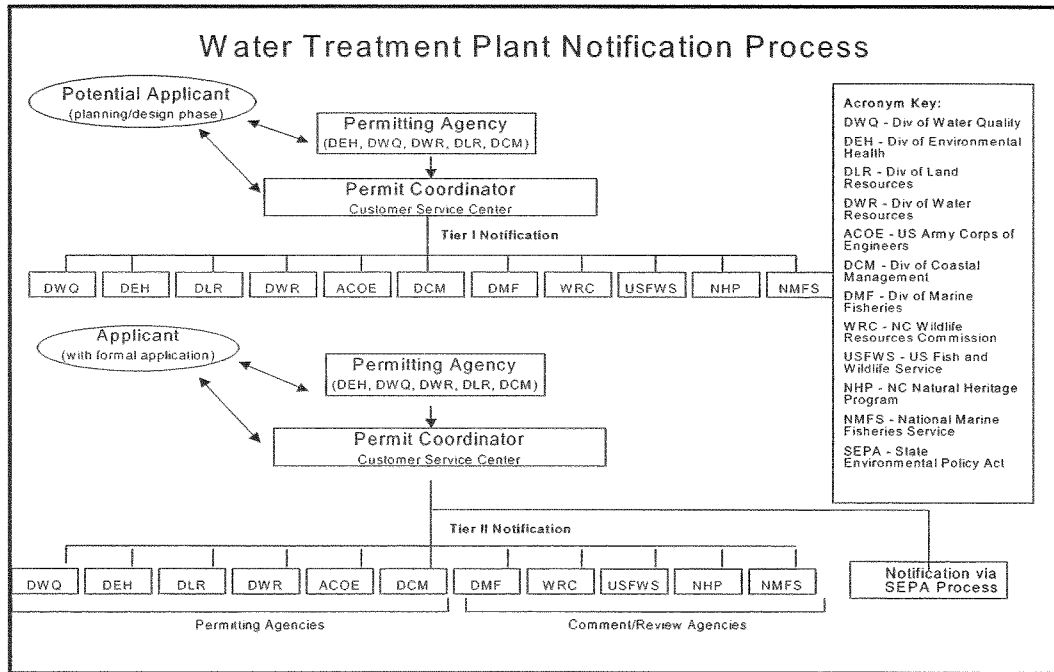 Water Treatment Plant Notification Process
Potential Applicant
(planning/design phase)
Permitting Agency
(DEH, DWQ, DWR, DLR, DCM)
Permit Coordinator
Customer Service Center
Tier I Notification
DWQ
DEH
DLR
DWR
ACOE
DCM
DMF
WRC
USFWS
NHP
NMFS
Applicant
(with formal application)
Permitting Agency
(DEH, DWQ, DWR, DLR, DCM)
Permit Coordinator
Customer Service Center
Tier II Notification
DWQ
DEH
DLR
DWR
ACOE
DCM
DMF
WRC
USFWS
NHP
NMFS
Permitting Agencies
Comment/Review Agencies
Notification via
SEPA Process
Acronym Key:
DWQ - Div of Water Quality
DEH - Div of Environmental
Health
DLR - Div of Land
Resources
DWR - Div of Water
Resources
ACOE - US Army Corps of
Engineers
DCM - Div of Coastal
Management
DMF - Div of Marine
Fisheries
WRC - NC Wildlife
Resources Commission
USFWS - US Fish and
Wildlife Service
NHP - NC Natural Heritage
Program
NMFS - National Marine
Fisheries Service
SEPA - State
Environmental Policy Act